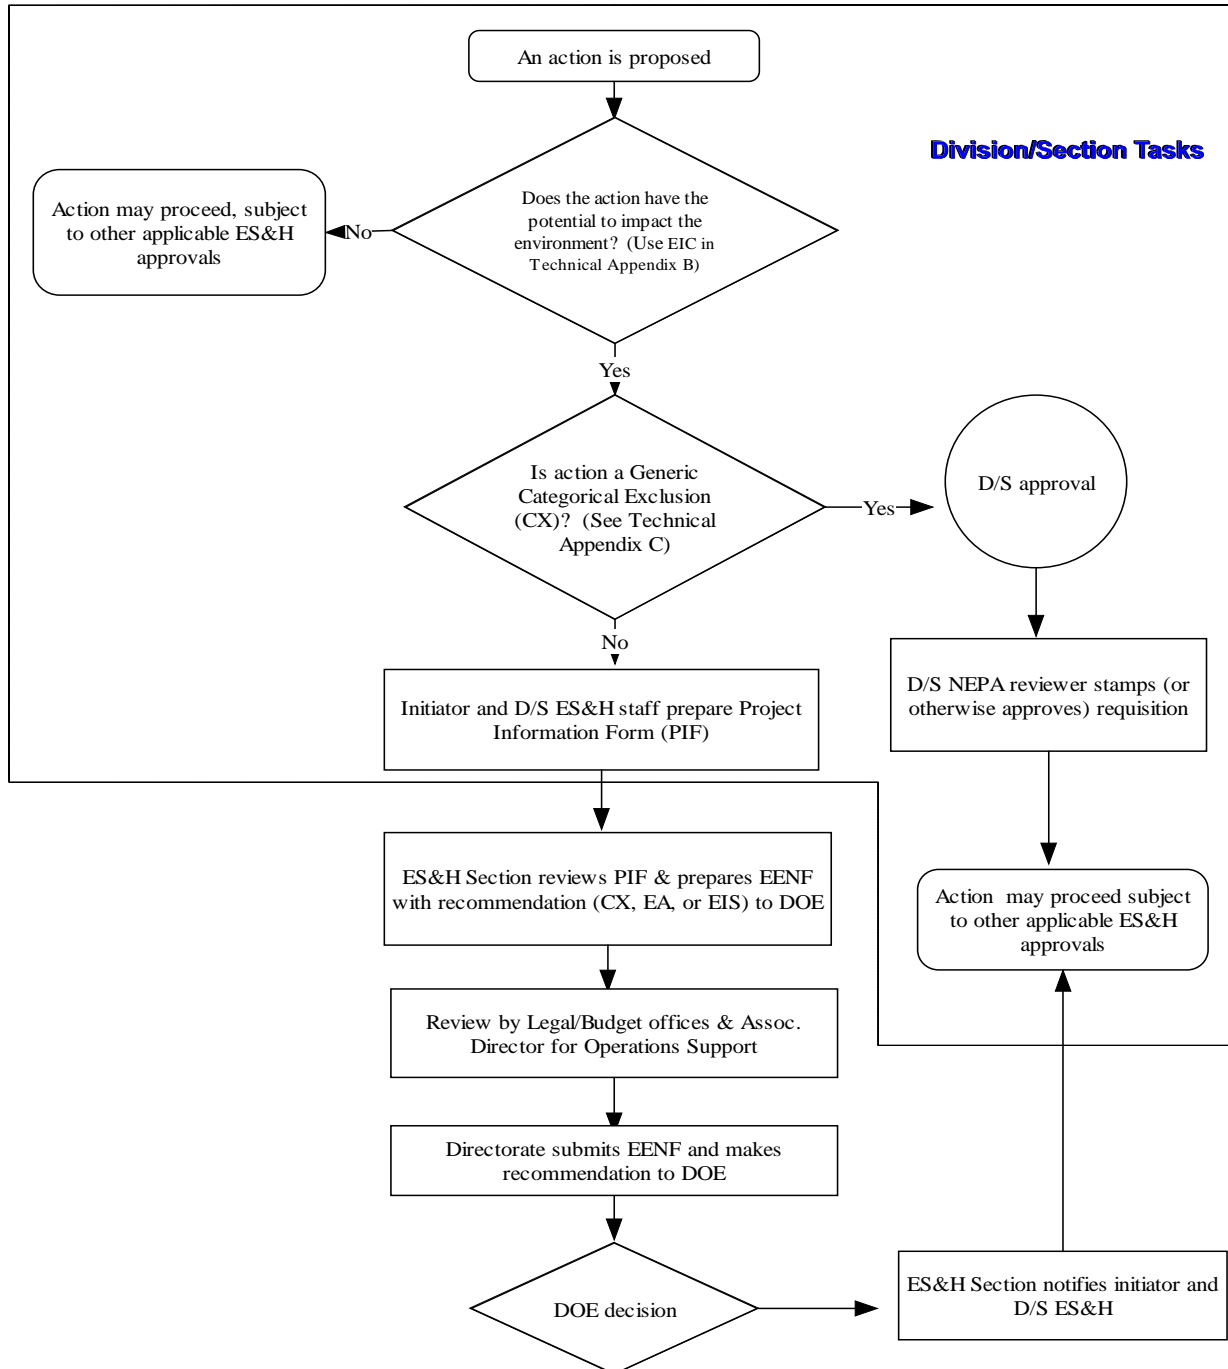 An action is proposed
Division/Section Tasks
Does the action have the
potential to impact the
environment? (Use EIC in
Technical Appendix B)
No
Action may proceed, subject
to other applicable ES&H
approvals
Yes
Is action a Generic
Categorical Exclusion
(CX)? (See Technical
Appendix C)
Yes
D/S approval
No
Initiator and D/S ES&H staff prepare Project
Information Form (PIF)
D/S NEPA reviewer stamps (or
otherwise approves) requisition
ES&H Section reviews PIF & prepares EENF
with recommendation (CX, EA, or EIS) to DOE
Action may proceed subject
to other applicable ES&H
approvals
Review by Legal/Budget offices & Assoc.
Director for Operations Support
Directorate submits EENF and makes
recommendation to DOE
DOE decision
ES&H Section notifies initiator and
D/S ES&H